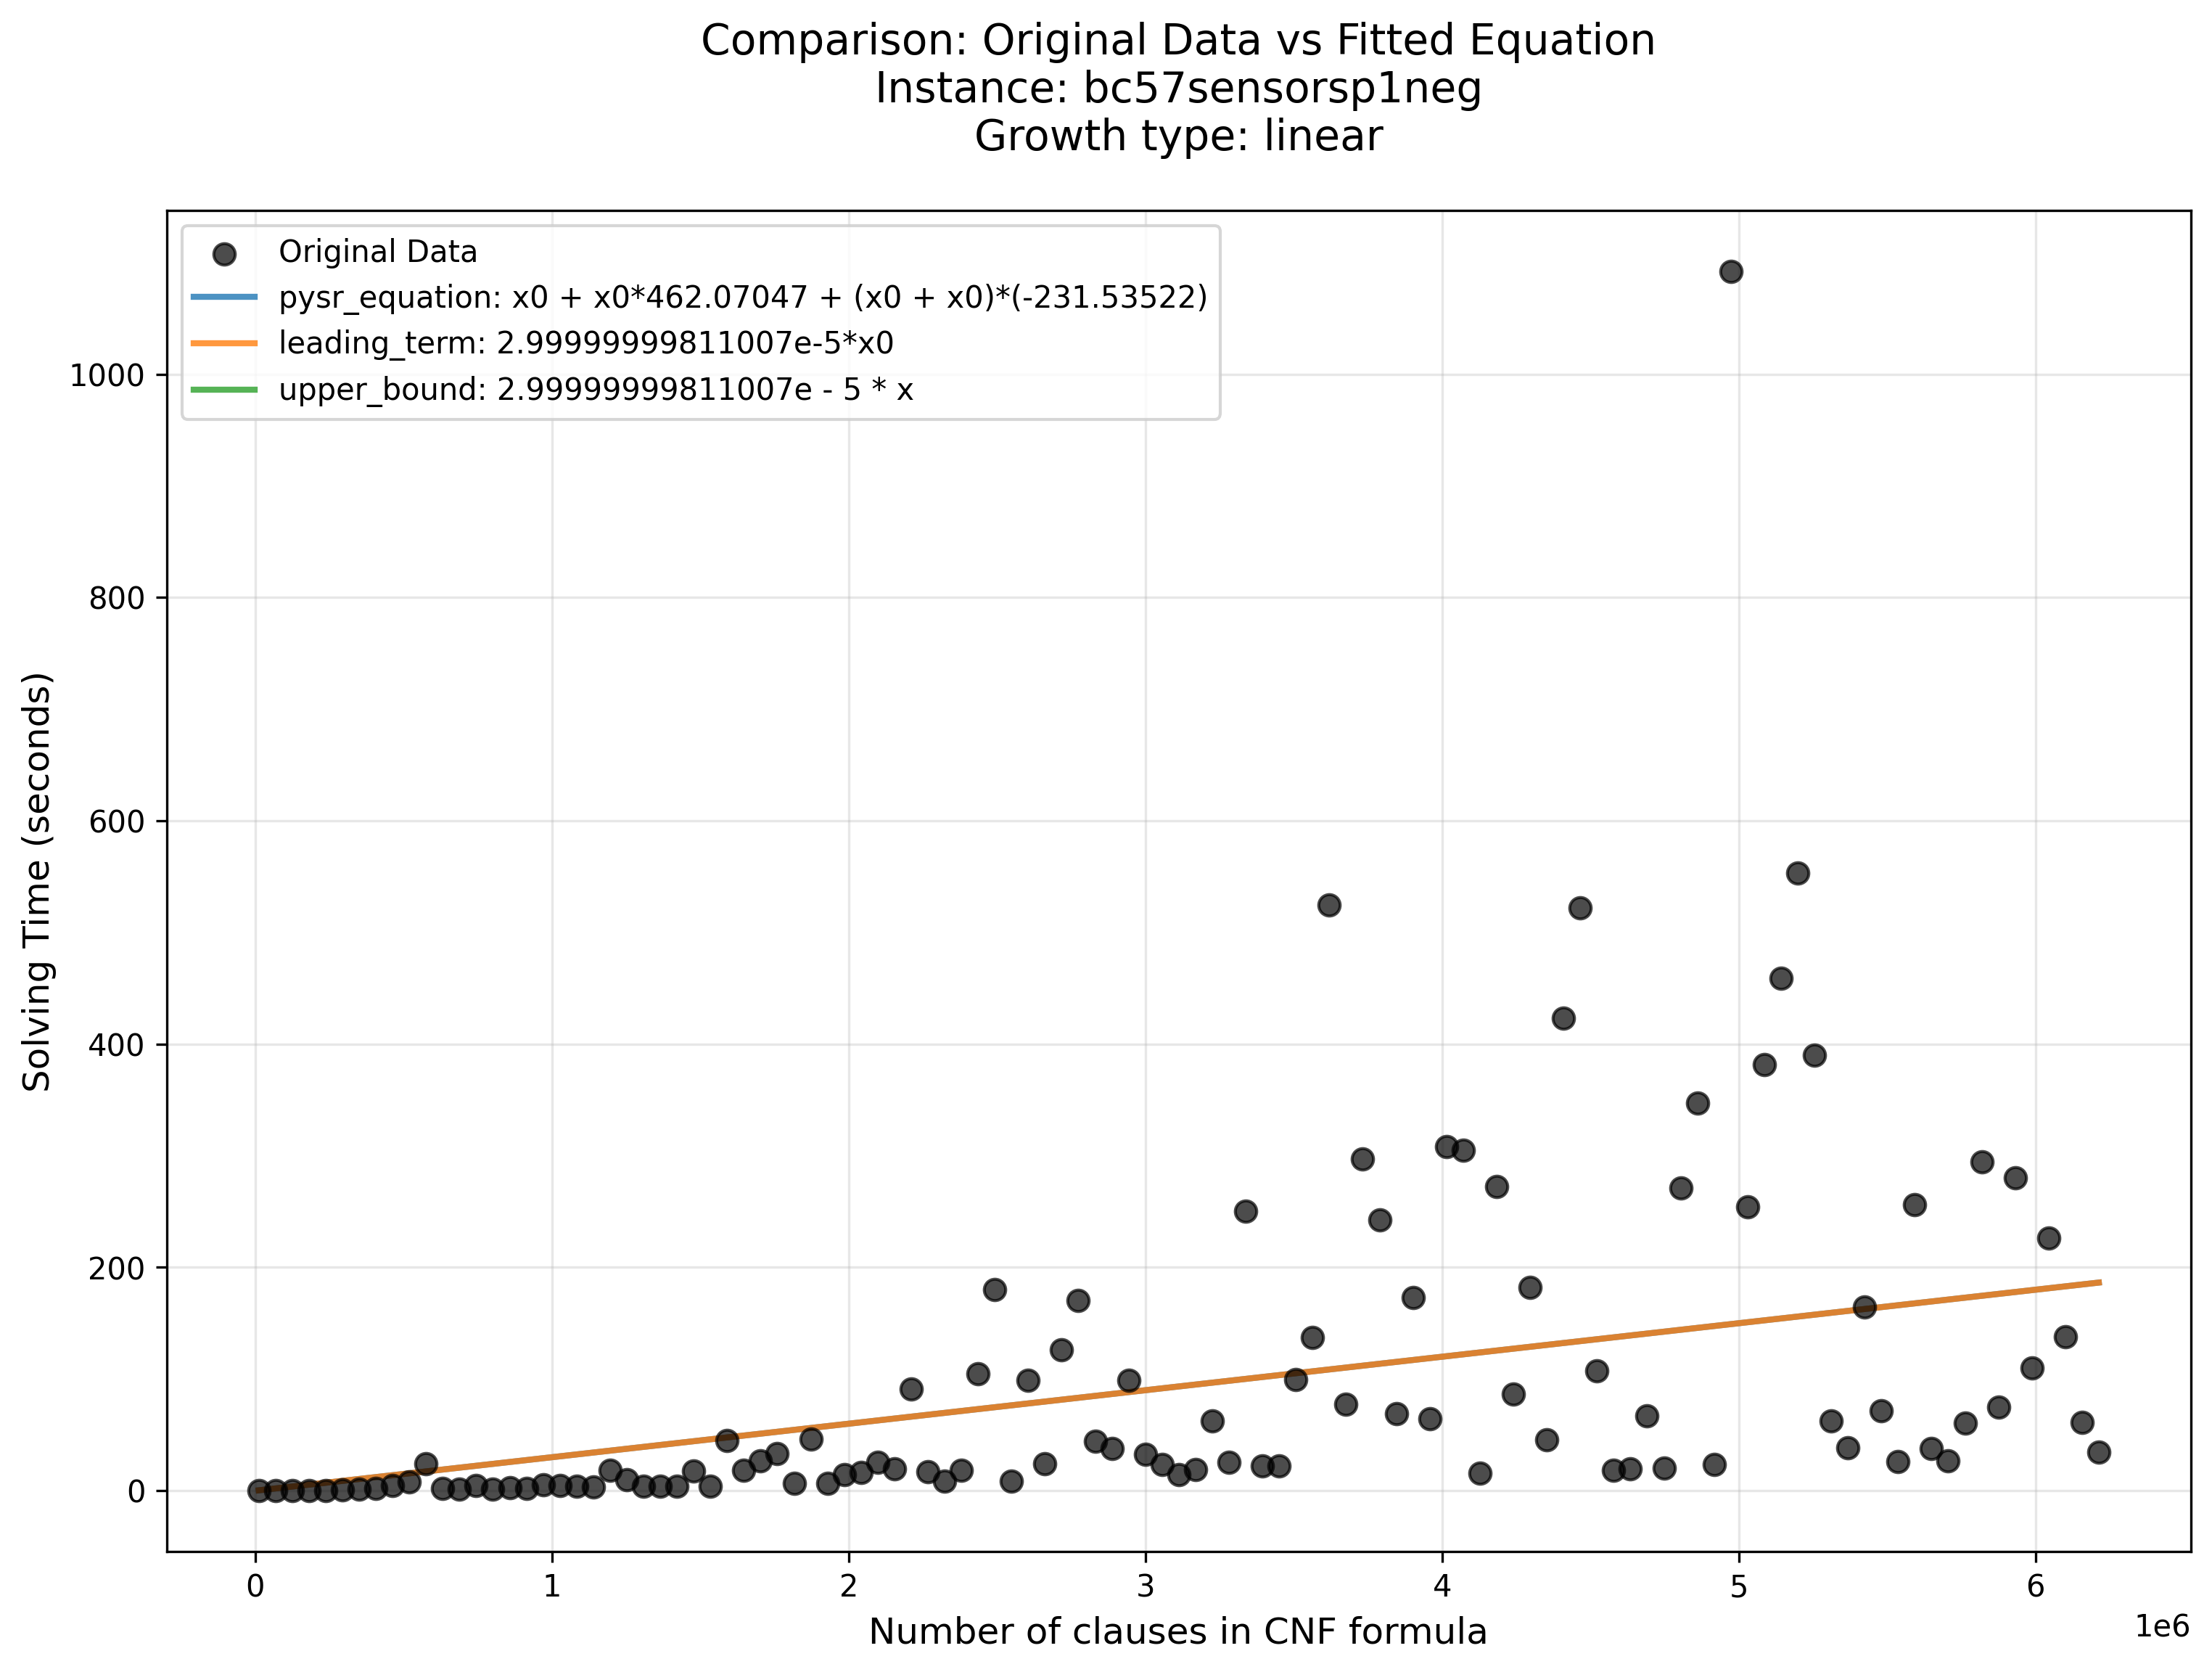 Comparison: Original Data vs Fitted Equation
Instance: bc57sensorsp1neg
Growth type: linear
Original Data
pysr_equation: x0 + x0*462.07047 + (x0 + x0)*(-231.53522)
leading_term: 2.99999999811007e-5*x0
upper_bound: 2.99999999811007e - 5 * x
Solving Time (seconds)
1000
800
600
400
200
0
0 1 2 3 4 5 6
1e6
Number of clauses in CNF formula